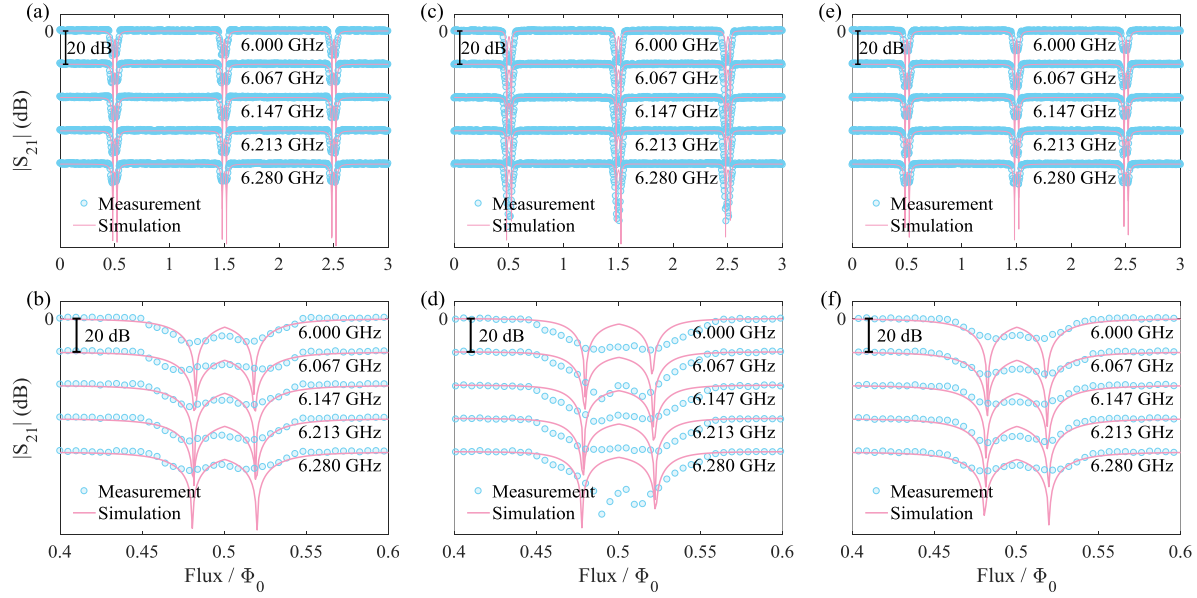 (a)
0
20 dB
6.000 GHz
6.067 GHz
6.147 GHz
6.213 GHz
6.280 GHz
Measurement
Simulation
|S21| (dB)
0 0.5 1 1.5 2 2.5 3
(c)
0
20 dB
6.000 GHz
6.067 GHz
6.147 GHz
6.213 GHz
6.280 GHz
Measurement
Simulation
0 0.5 1 1.5 2 2.5 3
(e)
0
20 dB
6.000 GHz
6.067 GHz
6.147 GHz
6.213 GHz
6.280 GHz
Measurement
Simulation
0 0.5 1 1.5 2 2.5 3
(b)
0
20 dB
6.000 GHz
6.067 GHz
6.147 GHz
6.213 GHz
6.280 GHz
Measurement
Simulation
|S21| (dB)
0.4 0.45 0.5 0.55 0.6
Flux / Φ0
(d)
0
20 dB
6.000 GHz
6.067 GHz
6.147 GHz
6.213 GHz
6.280 GHz
Measurement
Simulation
0.4 0.45 0.5 0.55 0.6
Flux / Φ0
(f)
0
20 dB
6.000 GHz
6.067 GHz
6.147 GHz
6.213 GHz
6.280 GHz
Measurement
Simulation
0.4 0.45 0.5 0.55 0.6
Flux / Φ0